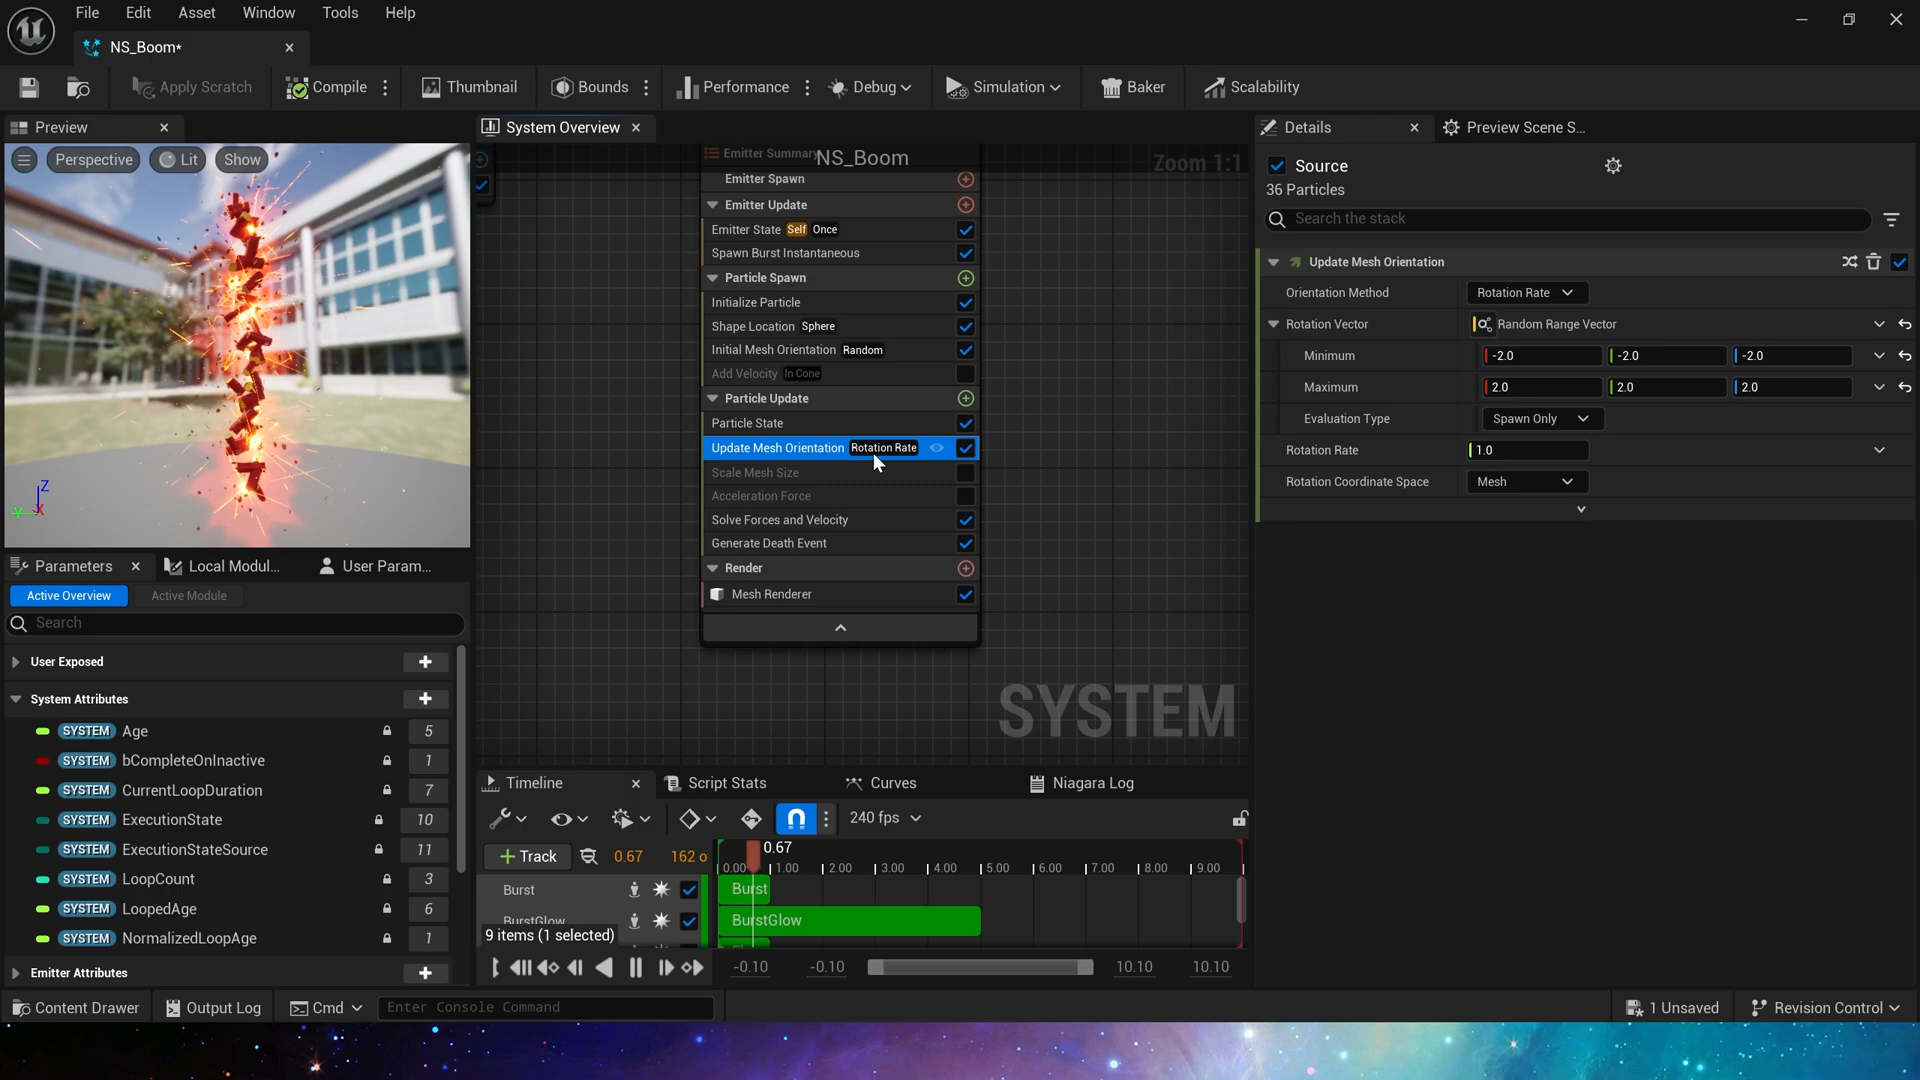 File Edit Asset Window Tools Help
NS_Boom*
Apply Scratch Compile Thumbnail Bounds Performance Debug Simulation Baker Scalability
Preview
Perspective Lit Show
Z
Y
X
System Overview
NS_Boom
Zoom 1:1
Emitter Summary
Emitter Spawn
Emitter Update
Emitter State Self Once
Spawn Burst Instantaneous
Particle Spawn
Initialize Particle
Shape Location Sphere
Initial Mesh Orientation Random
Add Velocity In Cone
Particle Update
Particle State
Update Mesh Orientation Rotation Rate
Scale Mesh Size
Acceleration Force
Solve Forces and Velocity
Generate Death Event
Render
Mesh Renderer
SYSTEM
Details Preview Scene S...
Source
36 Particles
Search the stack
Update Mesh Orientation
Orientation Method Rotation Rate
Rotation Vector Random Range Vector
Minimum -2.0 -2.0 -2.0
Maximum 2.0 2.0 2.0
Evaluation Type Spawn Only
Rotation Rate 1.0
Rotation Coordinate Space Mesh
Parameters Local Modul... User Param...
Active Overview Active Module
Search
User Exposed
System Attributes
SYSTEM Age 5
SYSTEM bCompleteOnInactive 1
SYSTEM CurrentLoopDuration 7
SYSTEM ExecutionState 10
SYSTEM ExecutionStateSource 11
SYSTEM LoopCount 3
SYSTEM LoopedAge 6
SYSTEM NormalizedLoopAge 1
Emitter Attributes
Timeline Script Stats Curves Niagara Log
240 fps
Track 0.67 162 o
0.67
0.00 1.00 2.00 3.00 4.00 5.00 6.00 7.00 8.00 9.00
Burst Burst
BurstGlow BurstGlow
9 items (1 selected)
-0.10 -0.10 10.10 10.10
Content Drawer Output Log Cmd Enter Console Command 1 Unsaved Revision Control